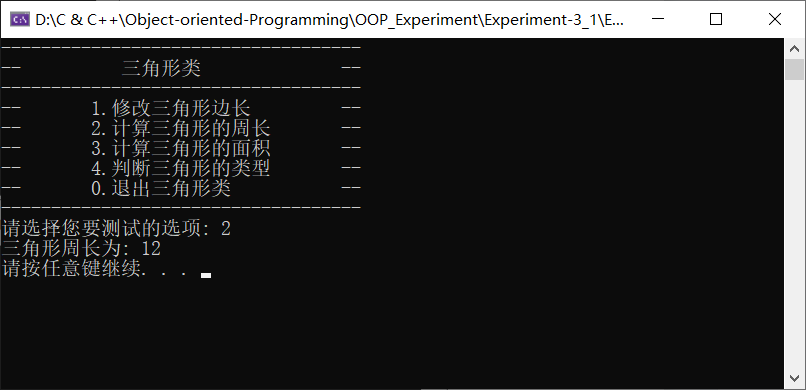 D:\C & C++\Object-oriented-Programming\OOP_Experiment\Experiment-3_1\E...
------------------------------------
-- 三角形类 --
------------------------------------
-- 1.修改三角形边长 --
-- 2.计算三角形的周长 --
-- 3.计算三角形的面积 --
-- 4.判断三角形的类型 --
-- 0.退出三角形类 --
------------------------------------
请选择您要测试的选项: 2
三角形周长为: 12
请按任意键继续. . .